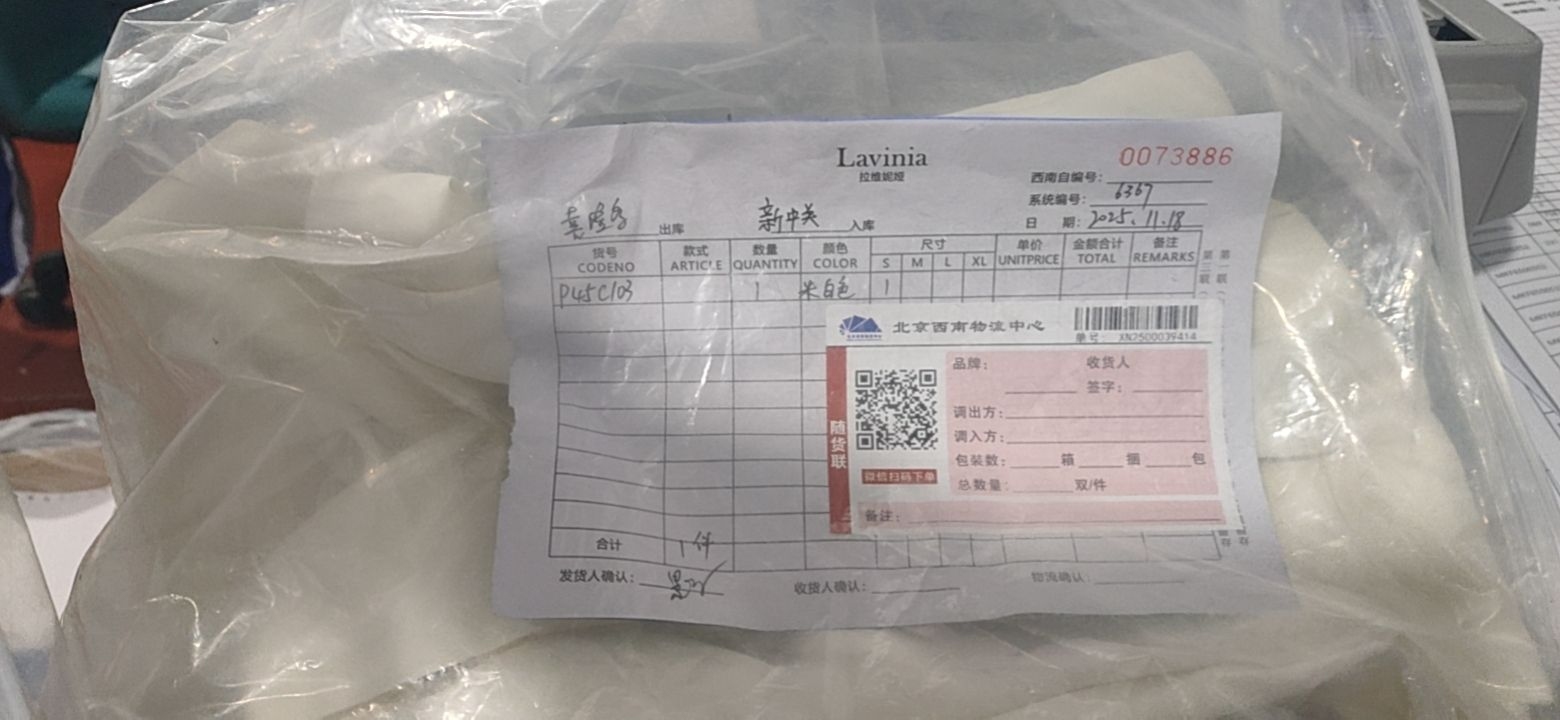 Lavinia
拉维妮娅
0073886
西南自编号:
系统编号: 6367
日 期: 2025.11.18
喜隆多 出库 新中关 入库
货号 款式 数量 颜色 尺寸 单价 金额合计 备注
CODENO ARTICLE QUANTITY COLOR S M L XL UNITPRICE TOTAL REMARKS
P45C103 1 米白色 1
北京西南物流中心
单号: XN2500039414
品牌: 收货人
签字:
调出方:
调入方:
包装数: 箱 捆 包
总数量: 双/件
备注:
随货联
微信扫码下单
合计 1件
发货人确认: 收货人确认: 物流确认: